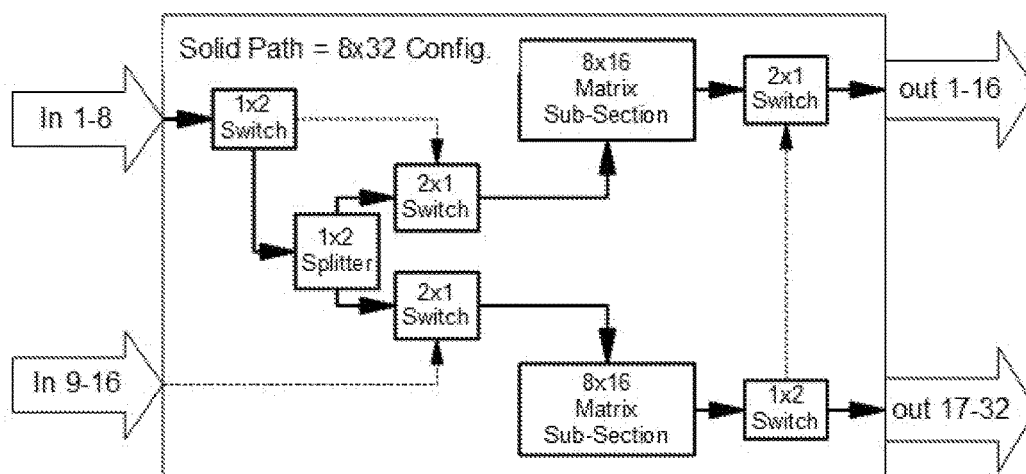 Solid Path = 8x32 Config.
In 1-8
1x2
Switch
2x1
Switch
1x2
Splitter
2x1
Switch
In 9-16
8x16
Matrix
Sub-Section
2x1
Switch
out 1-16
8x16
Matrix
Sub-Section
1x2
Switch
out 17-32